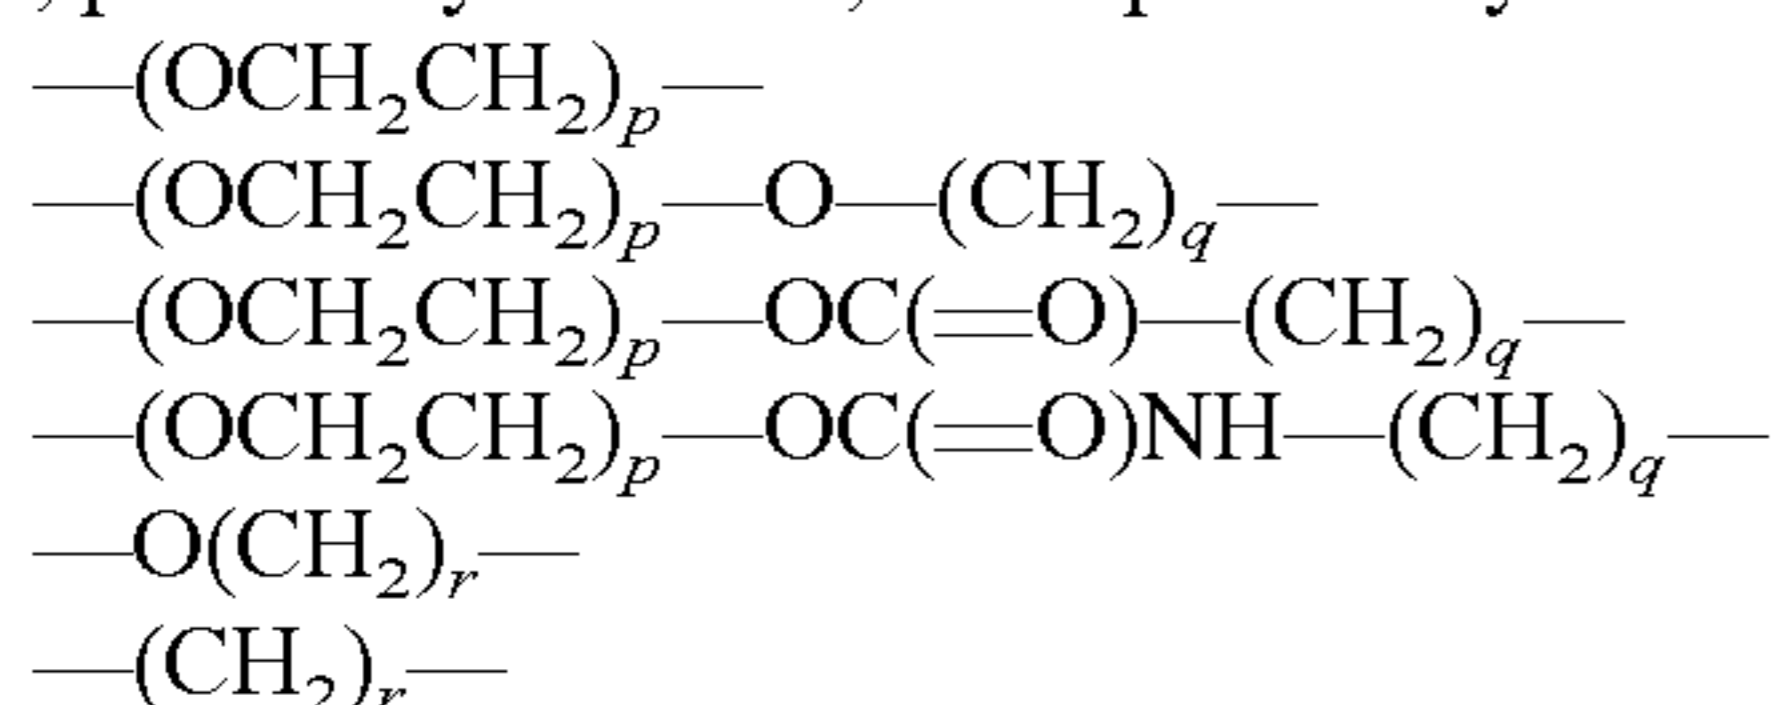 —(OCH₂CH₂)ₚ—
—(OCH₂CH₂)ₚ—O—(CH₂)q—
—(OCH₂CH₂)ₚ—OC(=O)—(CH₂)q—
—(OCH₂CH₂)ₚ—OC(=O)NH—(CH₂)q—
—O(CH₂)ᵣ—
—(CH₂)ᵣ—